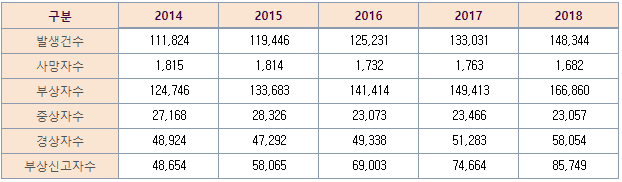 구분 2014 2015 2016 2017 2018
발생건수 111,824 119,446 125,231 133,031 148,344
사망자수 1,815 1,814 1,732 1,763 1,682
부상자수 124,746 133,683 141,414 149,413 166,860
중상자수 27,168 28,326 23,073 23,466 23,057
경상자수 48,924 47,292 49,338 51,283 58,054
부상신고자수 48,654 58,065 69,003 74,664 85,749